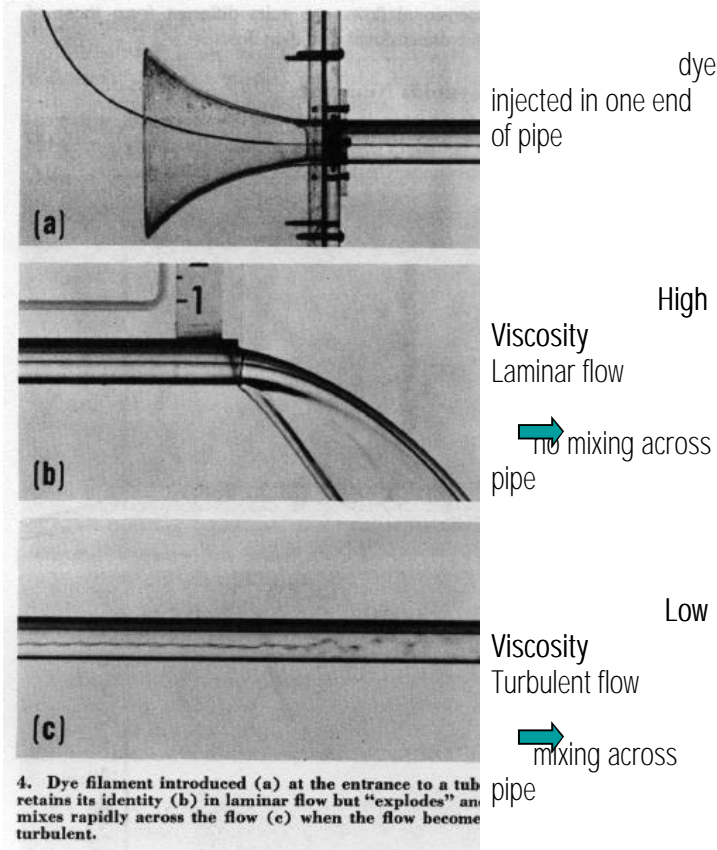 dye
injected in one end
of pipe
(a)
High
Viscosity
Laminar flow
no mixing across
pipe
-1
(b)
Low
Viscosity
Turbulent flow
mixing across
pipe
(c)
4. Dye filament introduced (a) at the entrance to a tub
retains its identity (b) in laminar flow but “explodes” an
mixes rapidly across the flow (c) when the flow become
turbulent.